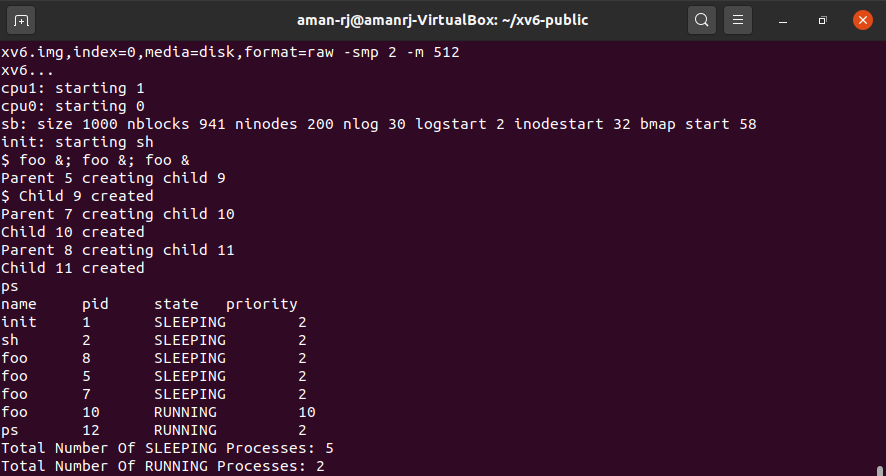 aman-rj@amanrj-VirtualBox: ~/xv6-public
xv6.img,index=0,media=disk,format=raw -smp 2 -m 512
xv6...
cpu1: starting 1
cpu0: starting 0
sb: size 1000 nblocks 941 ninodes 200 nlog 30 logstart 2 inodestart 32 bmap start 58
init: starting sh
$ foo &; foo &; foo &
Parent 5 creating child 9
$ Child 9 created
Parent 7 creating child 10
Child 10 created
Parent 8 creating child 11
Child 11 created
ps
name     pid     state   priority
init     1       SLEEPING        2
sh       2       SLEEPING        2
foo      8       SLEEPING        2
foo      5       SLEEPING        2
foo      7       SLEEPING        2
foo      10      RUNNING         10
ps       12      RUNNING         2
Total Number Of SLEEPING Processes: 5
Total Number Of RUNNING Processes: 2